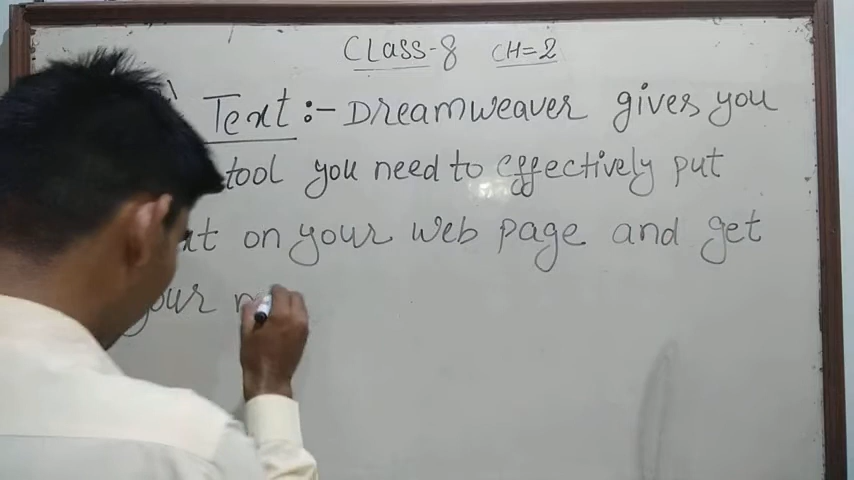 CLASS-8 CH=2
Text :- Dreamweaver gives you
tool you need to effectively put
on your web page and get